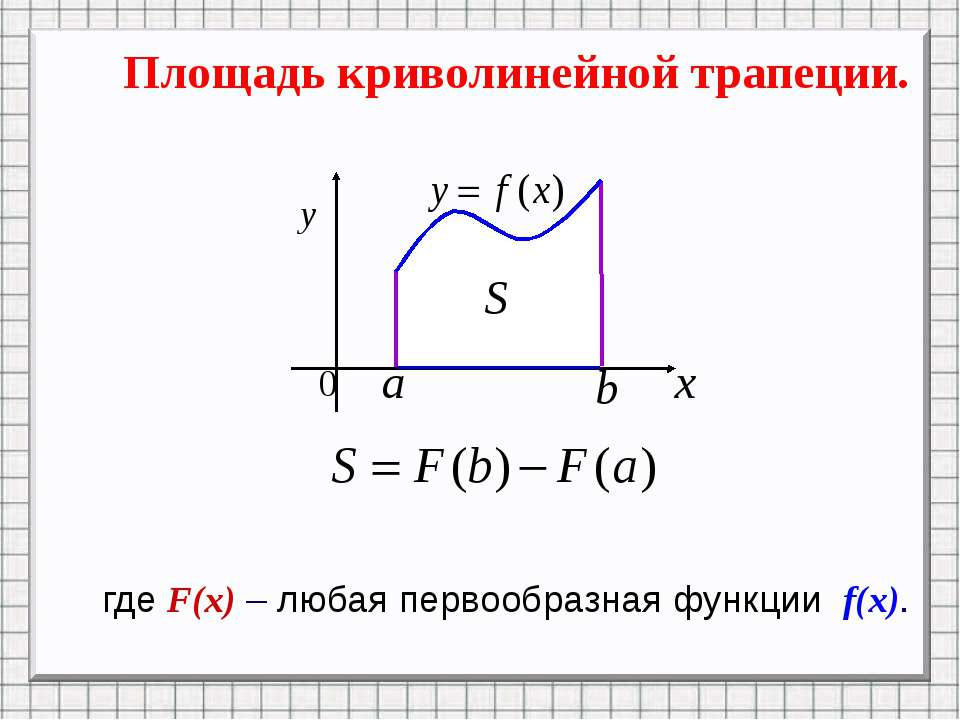 Площадь криволинейной трапеции.
y = f (x)
y
S
0
a
b
x
S = F(b) − F(a)
где F(x) – любая первообразная функции f(x).